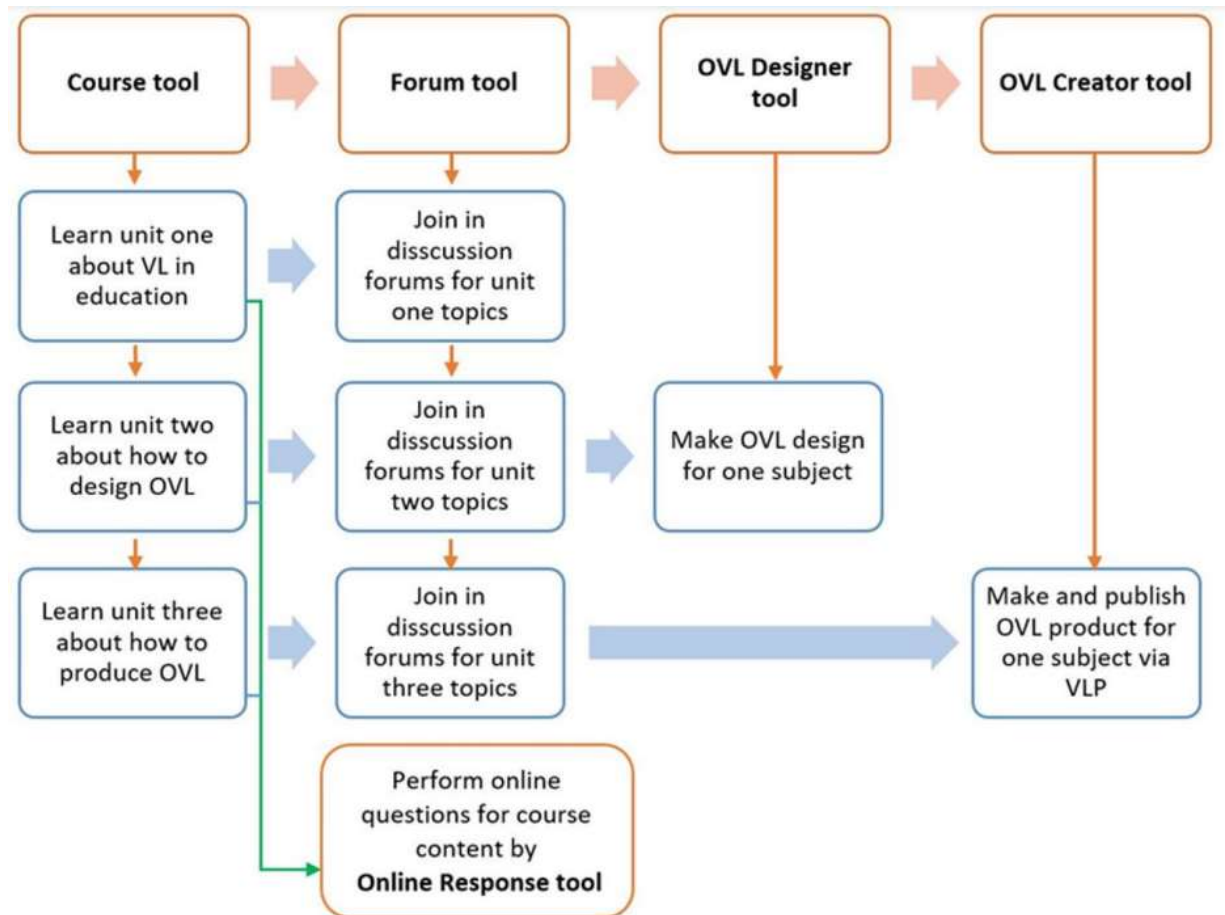 Course tool
Forum tool
OVL Designer
tool
OVL Creator tool
Learn unit one
about VL in
education
Join in
disscussion
forums for unit
one topics
Learn unit two
about how to
design OVL
Join in
disscussion
forums for unit
two topics
Make OVL design
for one subject
Learn unit three
about how to
produce OVL
Join in
disscussion
forums for unit
three topics
Make and publish
OVL product for
one subject via
VLP
Perform online
questions for course
content by
Online Response tool